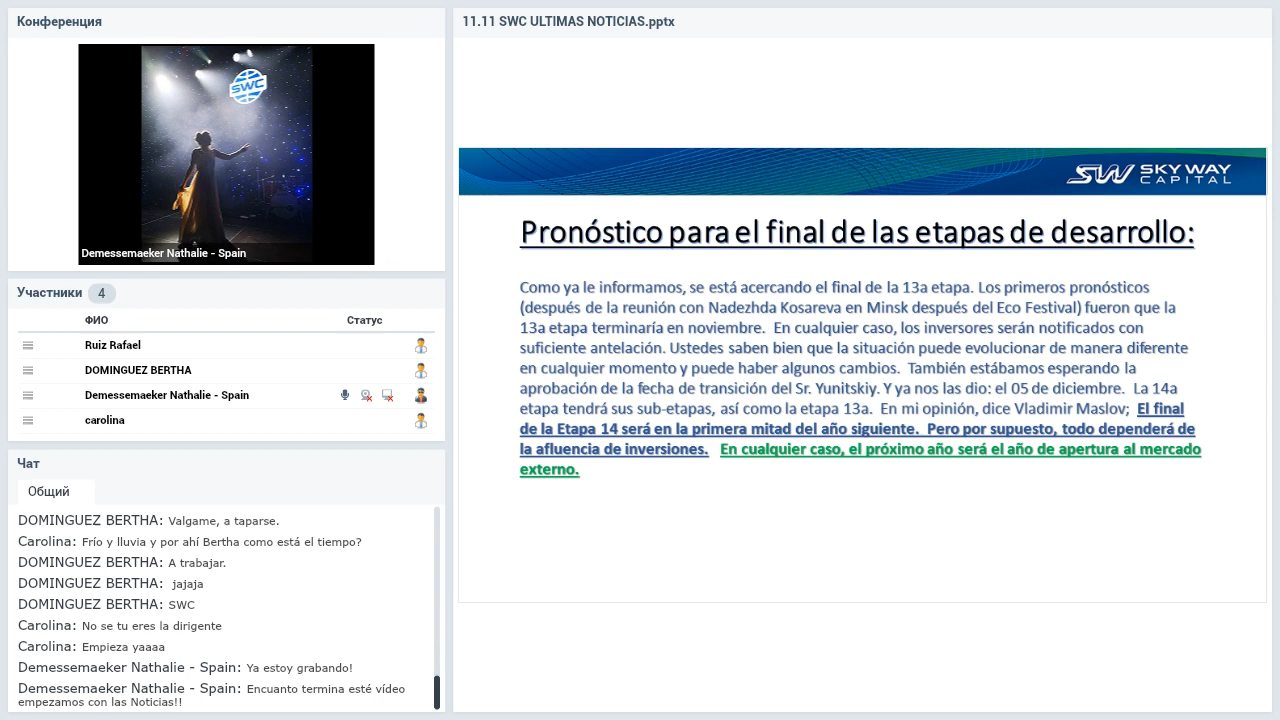 Конференция
SWC
Demessemaeker Nathalie - Spain
Участники 4
ФИО Статус
Ruiz Rafael
DOMINGUEZ BERTHA
Demessemaeker Nathalie - Spain
carolina
Чат
Общий
DOMINGUEZ BERTHA: Valgame, a taparse.
Carolina: Frío y lluvia y por ahí Bertha como está el tiempo?
DOMINGUEZ BERTHA: A trabajar.
DOMINGUEZ BERTHA: jajaja
DOMINGUEZ BERTHA: SWC
Carolina: No se tu eres la dirigente
Carolina: Empieza yaaaa
Demessemaeker Nathalie - Spain: Ya estoy grabando!
Demessemaeker Nathalie - Spain: Encuanto termina esté vídeo
empezamos con las Noticias!!
11.11 SWC ULTIMAS NOTICIAS.pptx
SW SKY WAY
CAPITAL
Pronóstico para el final de las etapas de desarrollo:
Como ya le informamos, se está acercando el final de la 13a etapa. Los primeros pronósticos
(después de la reunión con Nadezhda Kosareva en Minsk después del Eco Festival) fueron que la
13a etapa terminaría en noviembre. En cualquier caso, los inversores serán notificados con
suficiente antelación. Ustedes saben bien que la situación puede evolucionar de manera diferente
en cualquier momento y puede haber algunos cambios. También estábamos esperando la
aprobación de la fecha de transición del Sr. Yunitskiy. Y ya nos las dio: el 05 de diciembre. La 14a
etapa tendrá sus sub-etapas, así como la etapa 13a. En mi opinión, dice Vladimir Maslov; El final
de la Etapa 14 será en la primera mitad del año siguiente. Pero por supuesto, todo dependerá de
la afluencia de inversiones. En cualquier caso, el próximo año será el año de apertura al mercado
externo.